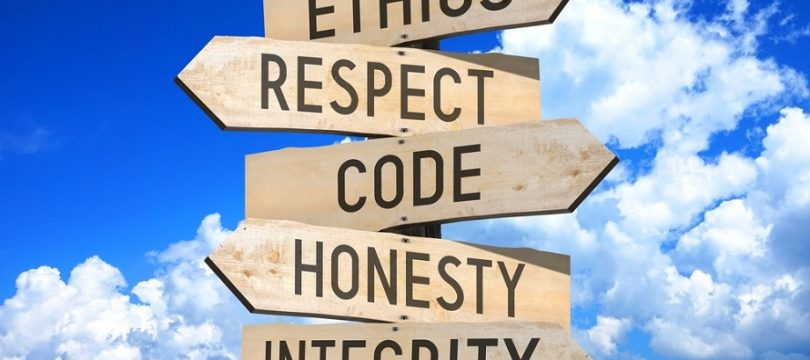 ETHICS
RESPECT
CODE
HONESTY
INTEGRITY